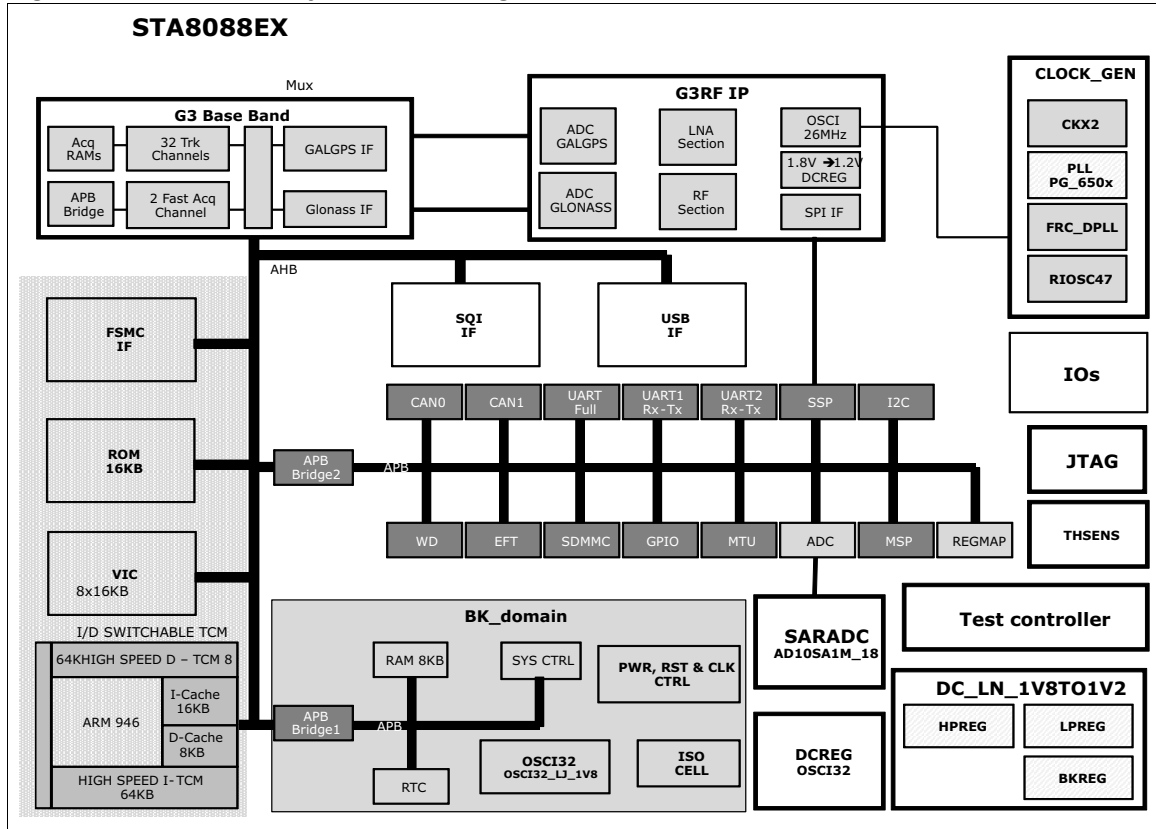 STA8088EX
Mux
G3 Base Band
Acq
RAMs
32 Trk
Channels
GALGPS IF
APB
Bridge
2 Fast Acq
Channel
Glonass IF
G3RF IP
ADC
GALGPS
LNA
Section
OSCI
26MHz
1.8V ➔1.2V
DCREG
ADC
GLONASS
RF
Section
SPI IF
CLOCK_GEN
CKX2
PLL
PG_650x
FRC_DPLL
RIOSC47
AHB
FSMC
IF
SQI
IF
USB
IF
IOs
CAN0
CAN1
UART
Full
UART1
Rx-Tx
UART2
Rx-Tx
SSP
I2C
ROM
16KB
APB
Bridge2
APB
JTAG
WD
EFT
SDMMC
GPIO
MTU
ADC
MSP
REGMAP
THSENS
VIC
8x16KB
I/D SWITCHABLE TCM
64KHIGH SPEED D – TCM 8
ARM 946
I-Cache
16KB
D-Cache
8KB
HIGH SPEED I-TCM
64KB
BK_domain
RAM 8KB
SYS CTRL
PWR, RST & CLK
CTRL
APB
Bridge1
APB
RTC
OSCI32
OSCI32_LJ_1V8
ISO
CELL
SARADC
AD10SA1M_18
DCREG
OSCI32
Test controller
DC_LN_1V8TO1V2
HPREG
LPREG
BKREG